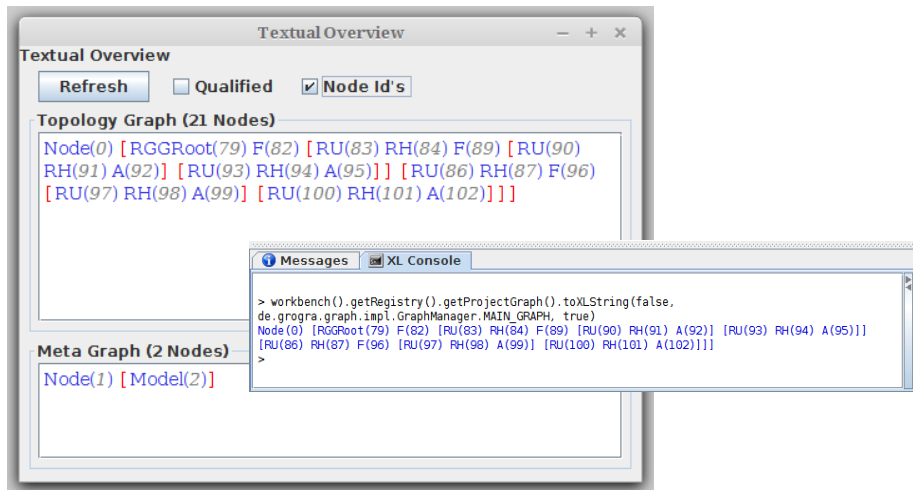 Textual Overview
Textual Overview
Refresh Qualified Node Id's
Topology Graph (21 Nodes)
Node(0) [RGGRoot(79) F(82) [RU(83) RH(84) F(89) [RU(90)
RH(91) A(92)] [RU(93) RH(94) A(95)]] [RU(86) RH(87) F(96)
[RU(97) RH(98) A(99)] [RU(100) RH(101) A(102)]]]
Messages XL Console
> workbench().getRegistry().getProjectGraph().toXLString(false,
de.grogra.graph.impl.GraphManager.MAIN_GRAPH, true)
Node(0) [RGGRoot(79) F(82) [RU(83) RH(84) F(89) [RU(90) RH(91) A(92)] [RU(93) RH(94) A(95)]]
[RU(86) RH(87) F(96) [RU(97) RH(98) A(99)] [RU(100) RH(101) A(102)]]]
>
Meta Graph (2 Nodes)
Node(1) [Model(2)]